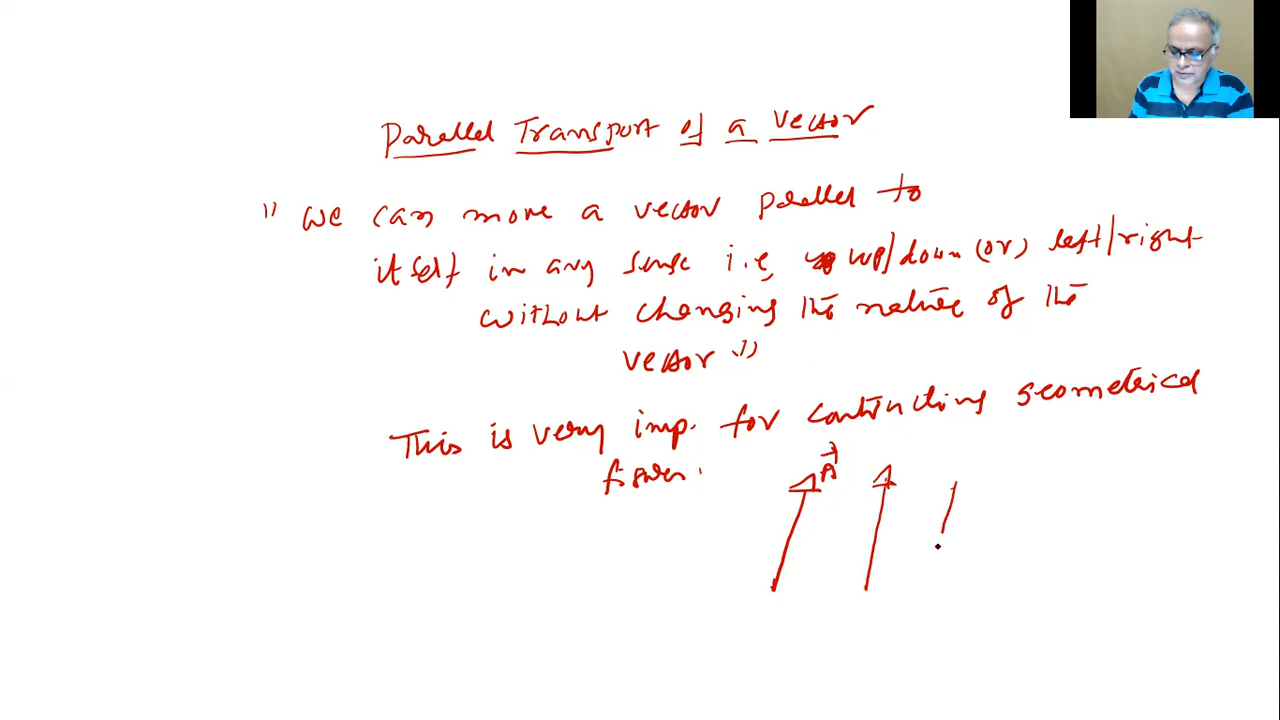 Parallel Transport of a vector
" we can move a vector parallel to
itself in any sense i.e, up/down (or) left/right
without changing the nature of the
vector "
This is very imp. for contructing geometrical
figures.
A